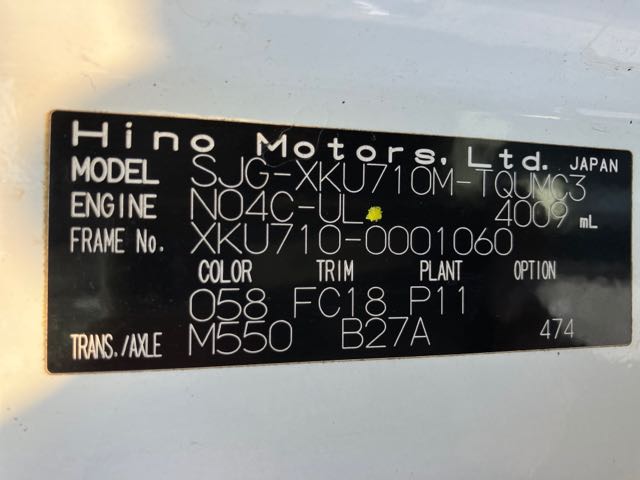 Hino Motors, Ltd. JAPAN
MODEL SJG-XKU710M-TQUMC3
ENGINE N04C-UL 4009 mL
FRAME No. XKU710-0001060
COLOR TRIM PLANT OPTION
058 FC18 P11
TRANS./AXLE M550 B27A 474